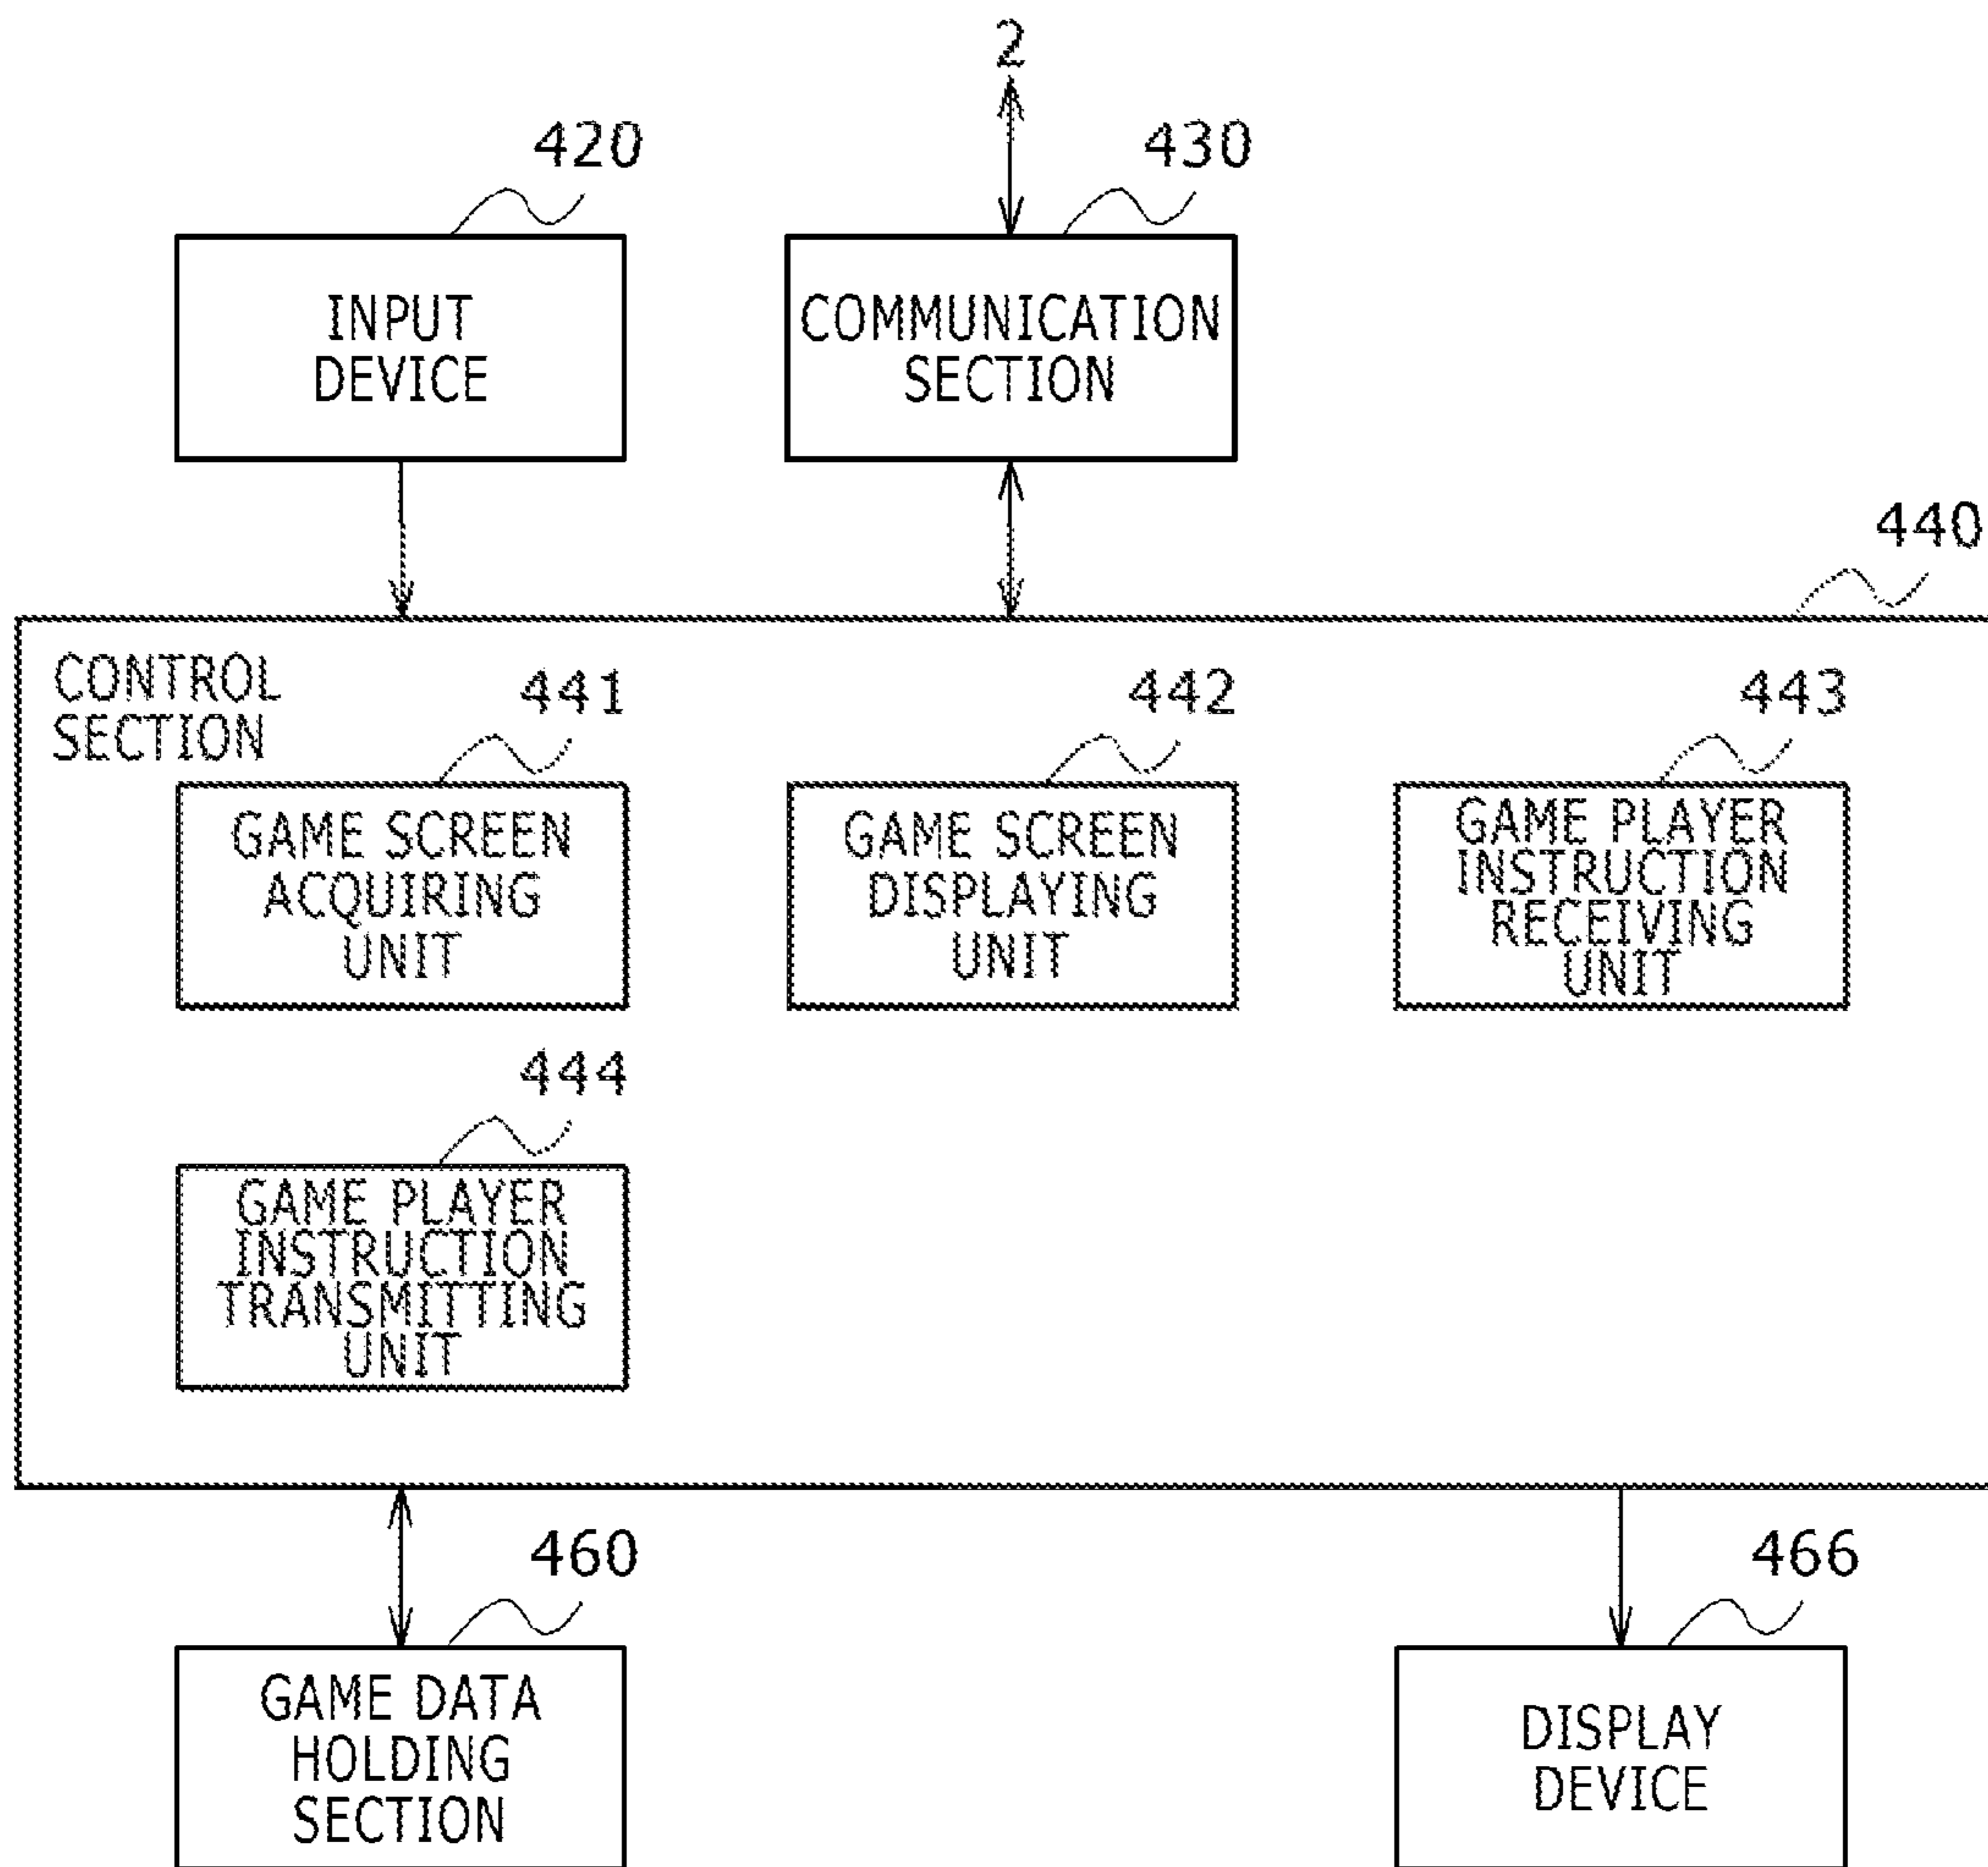 2
420
430
INPUT
DEVICE
COMMUNICATION
SECTION
440
CONTROL
SECTION
441
442
443
GAME SCREEN
ACQUIRING
UNIT
GAME SCREEN
DISPLAYING
UNIT
GAME PLAYER
INSTRUCTION
RECEIVING
UNIT
444
GAME PLAYER
INSTRUCTION
TRANSMITTING
UNIT
460
466
GAME DATA
HOLDING
SECTION
DISPLAY
DEVICE